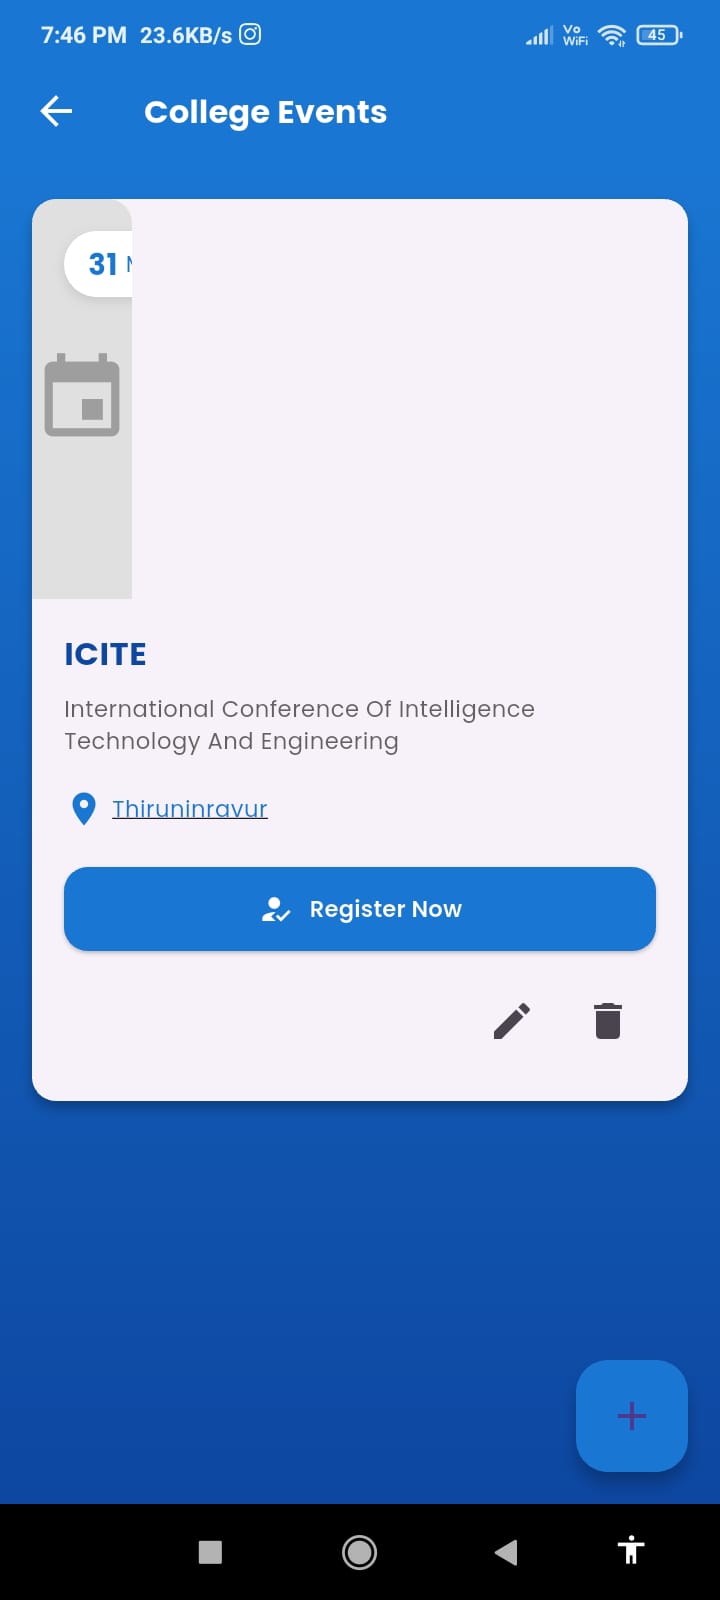 7:46 PM 23.6KB/s Vo WiFi 45
College Events
31
ICITE
International Conference Of Intelligence
Technology And Engineering
Thiruninravur
Register Now